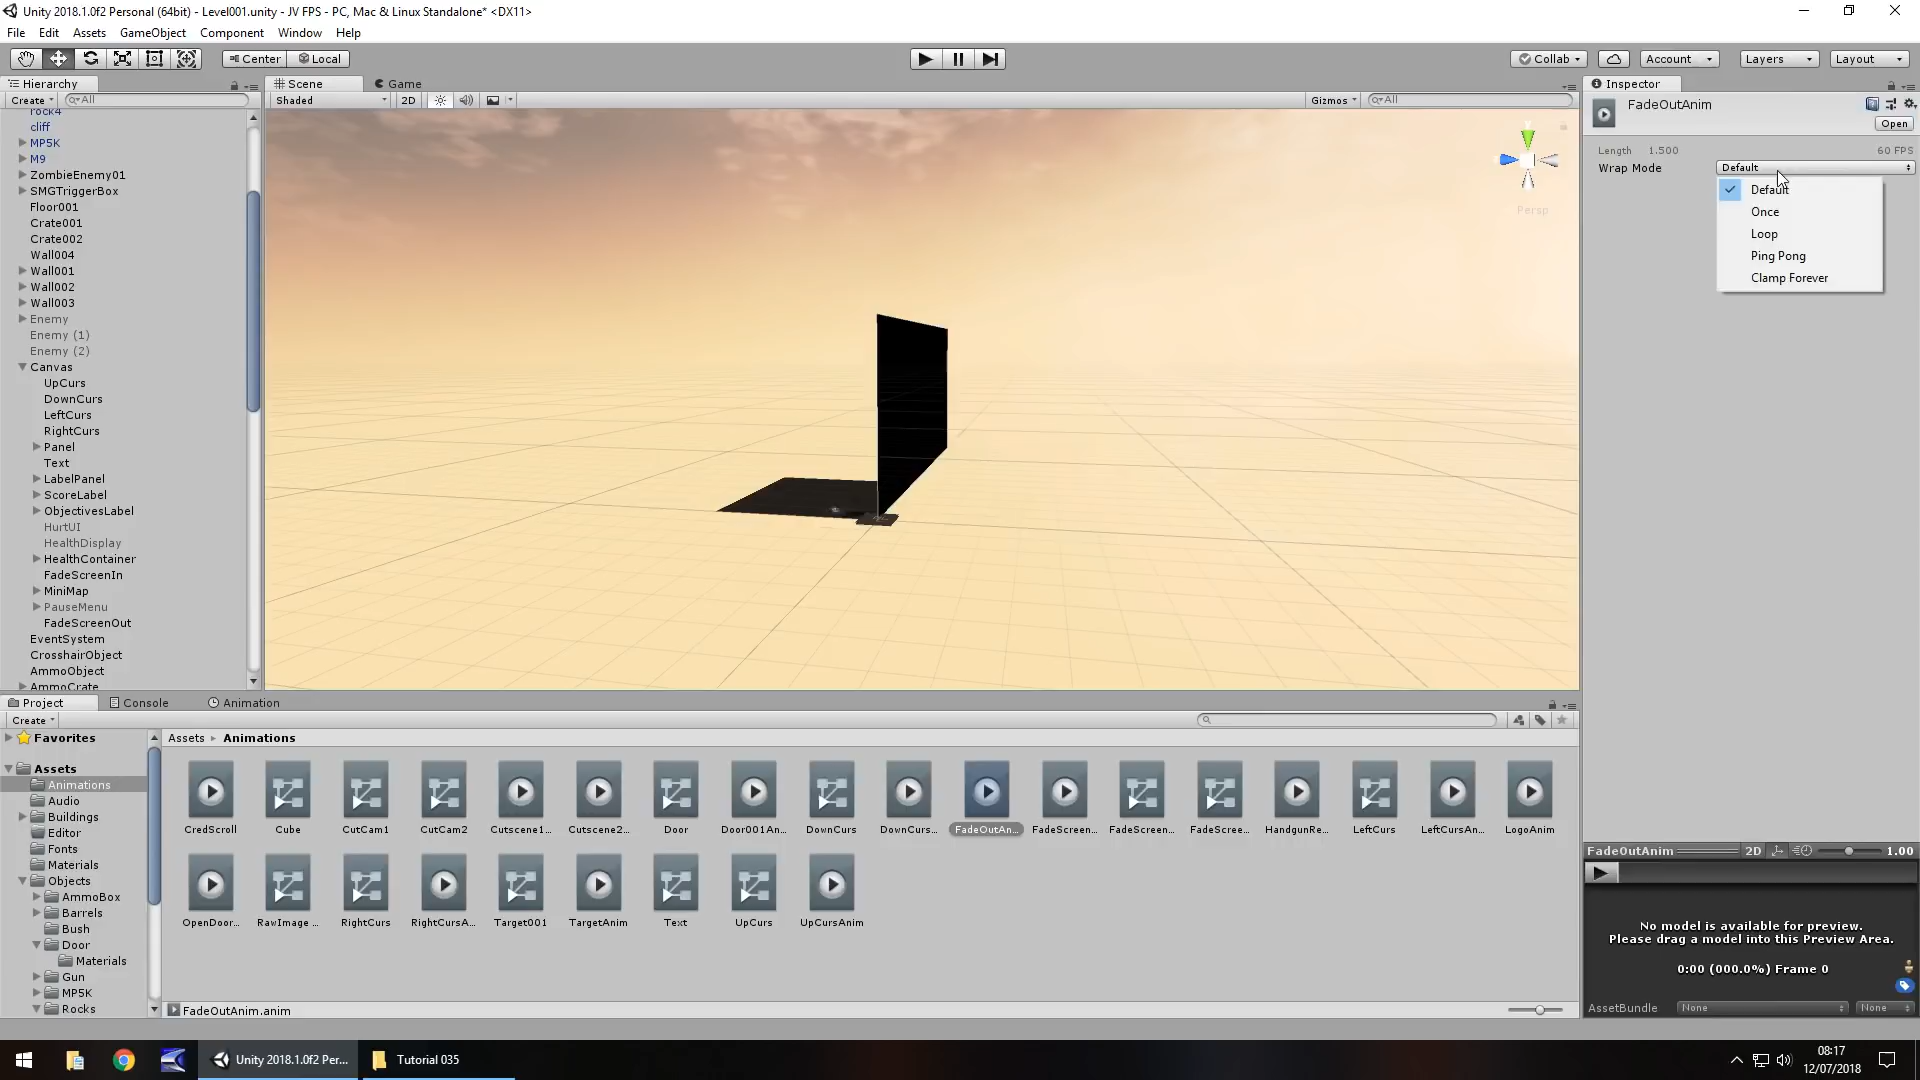 Unity 2018.1.0f2 Personal (64bit) - Level001.unity - JV FPS - PC, Mac & Linux Standalone* <DX11>
File Edit Assets GameObject Component Window Help
Center Local Collab Account Layers Layout
Hierarchy
Create All
rock4
cliff
MP5K
M9
ZombieEnemy01
SMGTriggerBox
Floor001
Crate001
Crate002
Wall004
Wall001
Wall002
Wall003
Enemy
Enemy (1)
Enemy (2)
Canvas
UpCurs
DownCurs
LeftCurs
RightCurs
Panel
Text
LabelPanel
ScoreLabel
ObjectivesLabel
HurtUI
HealthDisplay
HealthContainer
FadeScreenIn
MiniMap
PauseMenu
FadeScreenOut
EventSystem
CrosshairObject
AmmoObject
AmmoCrate
Scene Game
Shaded 2D Gizmos All
Persp
Inspector
FadeOutAnim
Open
Length 1.500 60 FPS
Wrap Mode Default
Default
Once
Loop
Ping Pong
Clamp Forever
Project Console Animation
Create
Favorites
Assets
Animations
Audio
Buildings
Editor
Fonts
Materials
Objects
AmmoBox
Barrels
Bush
Door
Materials
Gun
MP5K
Rocks
Assets Animations
CredScroll Cube CutCam1 CutCam2 Cutscene1... Cutscene2... Door Door001An... DownCurs DownCurs... FadeOutAn... FadeScreen... FadeScreen... FadeScree... HandgunRe... LeftCurs LeftCursAn... LogoAnim
OpenDoor... RawImage ... RightCurs RightCursA... Target001 TargetAnim Text UpCurs UpCursAnim
FadeOutAnim.anim
FadeOutAnim 2D 1.00
No model is available for preview.
Please drag a model into this Preview Area.
0:00 (000.0%) Frame 0
AssetBundle None None
Unity 2018.1.0f2 Per... Tutorial 035
08:17
12/07/2018